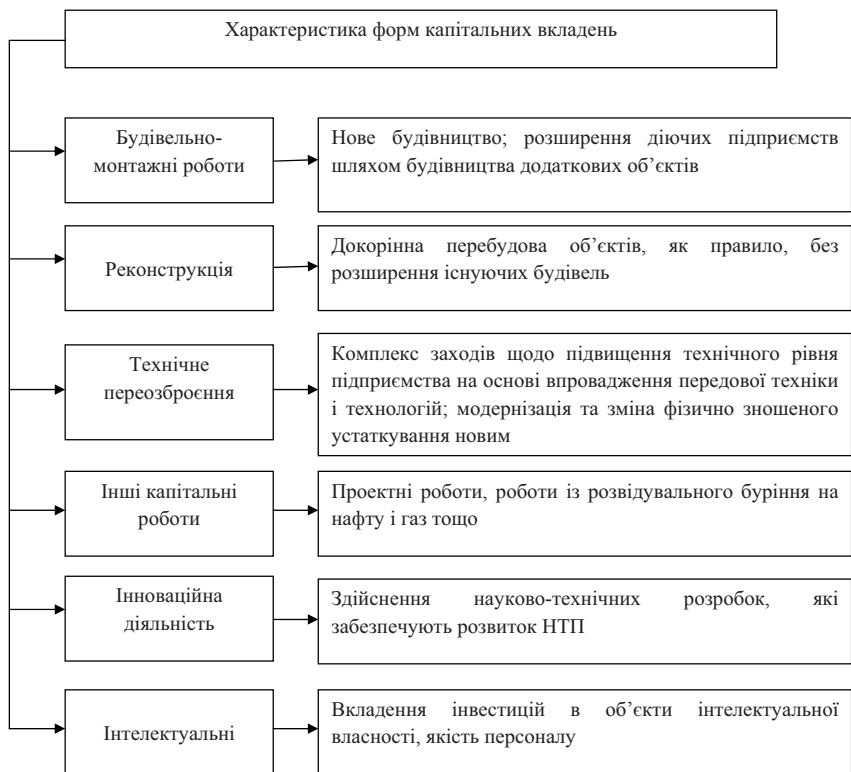 Характеристика форм капітальних вкладень
Будівельно-
монтажні роботи
Нове будівництво; розширення діючих підприємств
шляхом будівництва додаткових об’єктів
Реконструкція
Докорінна перебудова об’єктів, як правило, без
розширення існуючих будівель
Технічне
переозброєння
Комплекс заходів щодо підвищення технічного рівня
підприємства на основі впровадження передової техніки
і технологій; модернізація та зміна фізично зношеного
устаткування новим
Інші капітальні
роботи
Проектні роботи, роботи із розвідувального буріння на
нафту і газ тощо
Інноваційна
діяльність
Здійснення науково-технічних розробок, які
забезпечують розвиток НТП
Інтелектуальні
Вкладення інвестицій в об’єкти інтелектуальної
власності, якість персоналу